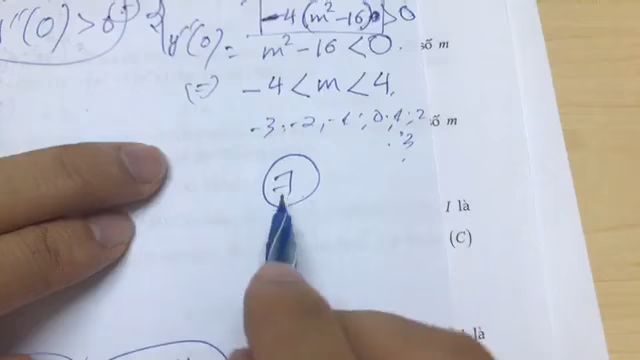 -4(m²-16)>0
y''(0)>0
y''(0)= m²-16<0.
số m
(=) -4<m<4,
-3;-2,-1;0;1;2
số m
;3
7
I là
(C)
là